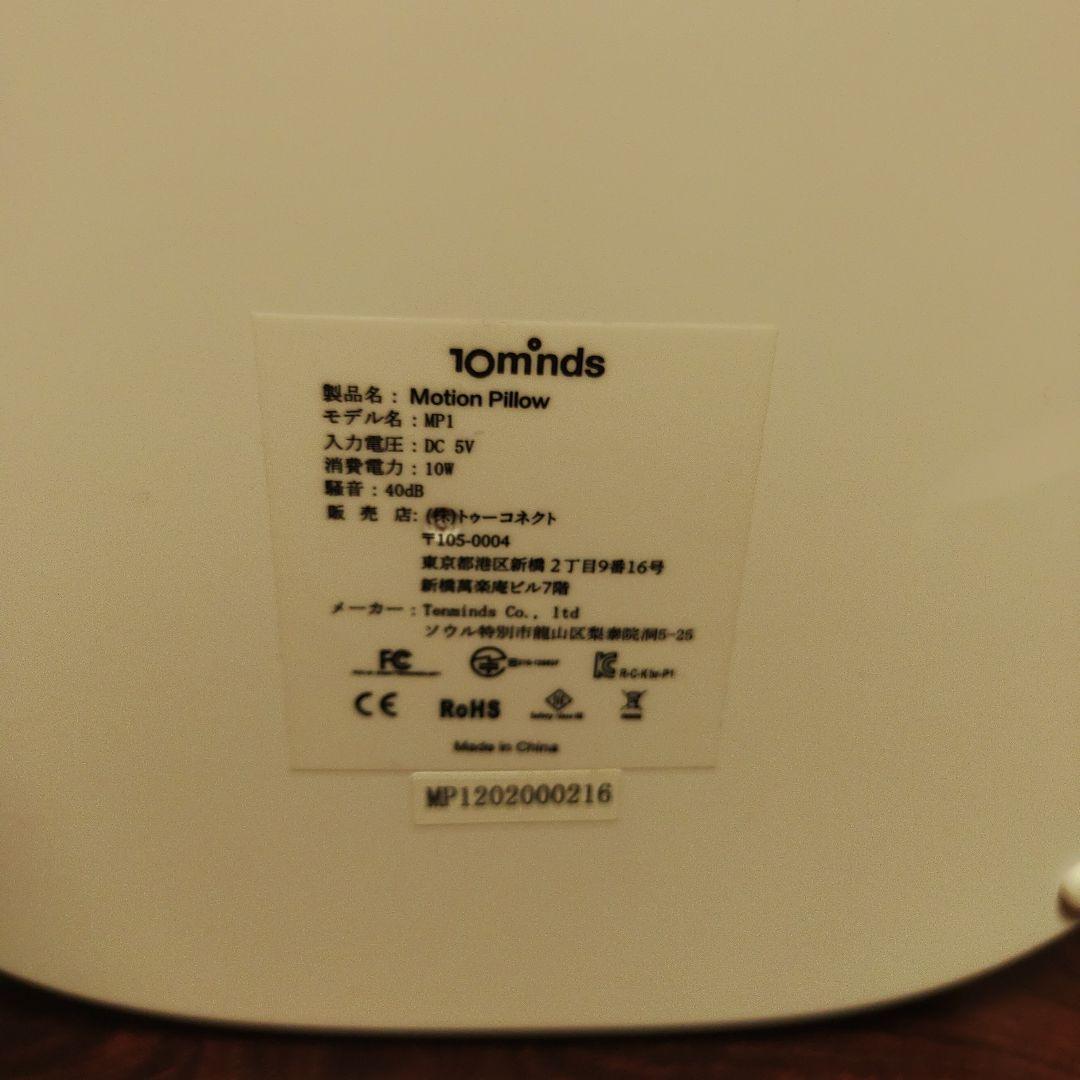 10minds
製品名： Motion Pillow
モデル名：MP1
入力電圧：DC 5V
消費電力：10W
騒音：40dB
販 売 店: (株)トゥーコネクト
〒105-0004
東京都港区新橋２丁目9番16号
新橋萬楽庵ビル7階
メーカー：Tenminds Co., ltd
ソウル特別市龍山区梨泰院洞5-25
FC
R-C-Ktw-P1
CE RoHS
Made in China
MP1202000216